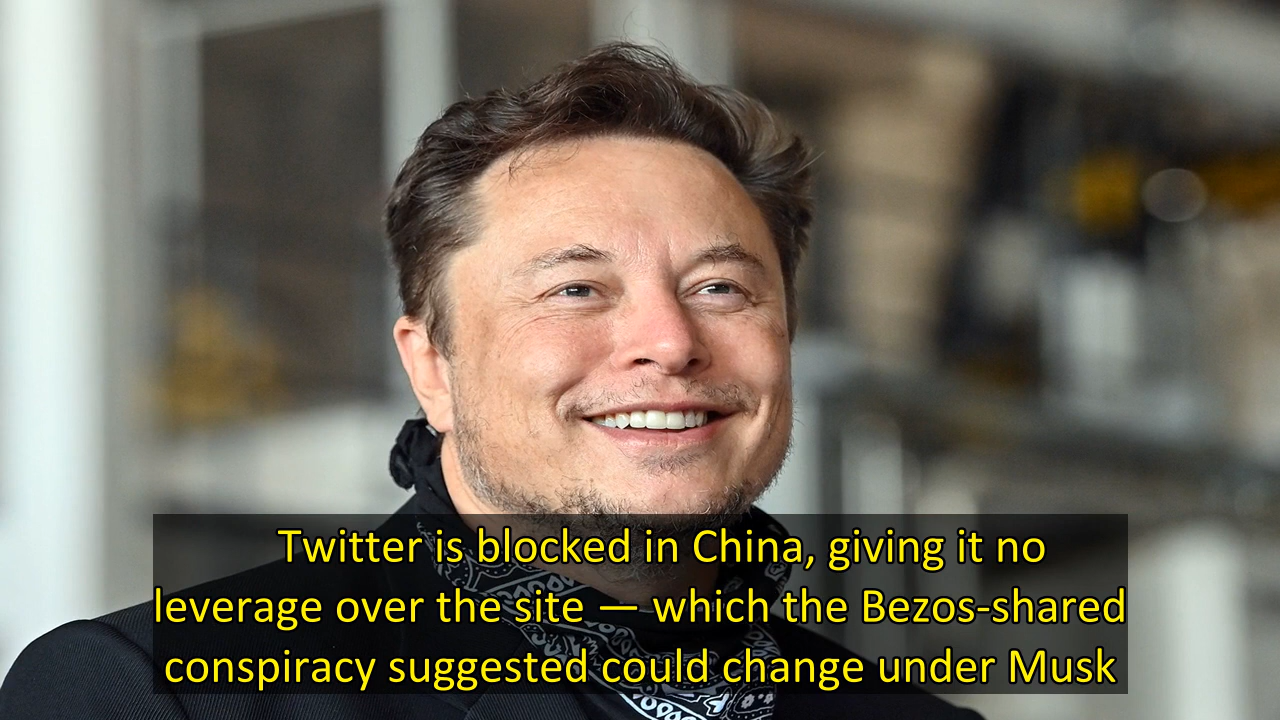 Twitter is blocked in China, giving it no
leverage over the site — which the Bezos-shared
conspiracy suggested could change under Musk